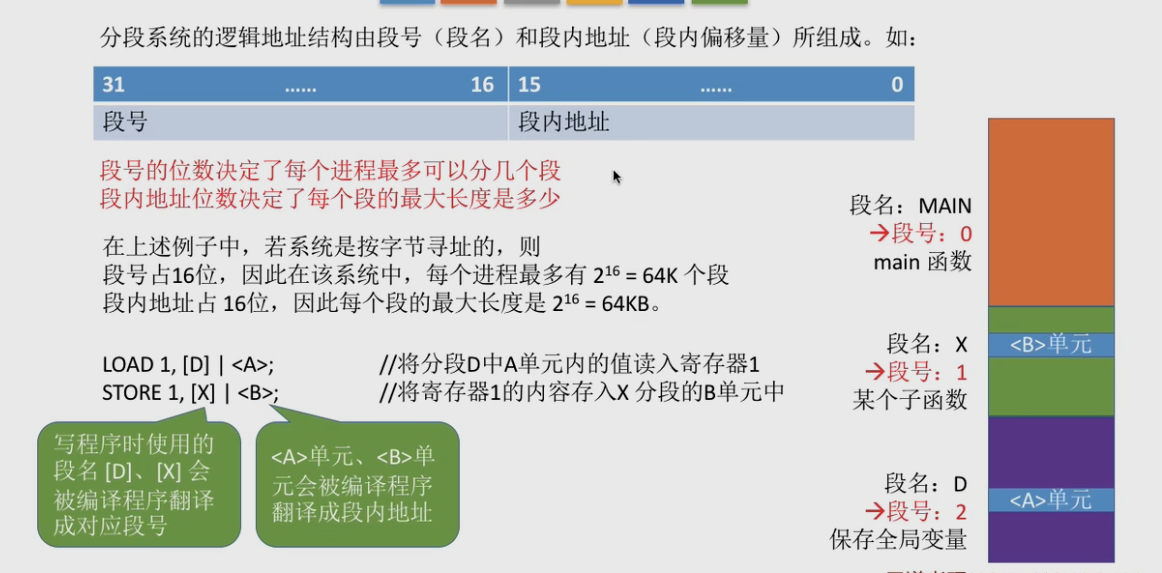 分段系统的逻辑地址结构由段号（段名）和段内地址（段内偏移量）所组成。如：
31 …… 16 15 …… 0
段号 段内地址
段号的位数决定了每个进程最多可以分几个段
段内地址位数决定了每个段的最大长度是多少
在上述例子中，若系统是按字节寻址的，则
段号占16位，因此在该系统中，每个进程最多有 2¹⁶ = 64K 个段
段内地址占 16位，因此每个段的最大长度是 2¹⁶ = 64KB。
LOAD 1, [D] | <A>; //将分段D中A单元内的值读入寄存器1
STORE 1, [X] | <B>; //将寄存器1的内容存入X 分段的B单元中
写程序时使用的
段名 [D]、[X] 会
被编译程序翻译
成对应段号
<A>单元、<B>单
元会被编译程序
翻译成段内地址
段名：MAIN
→段号：0
main 函数
段名：X
→段号：1
某个子函数
<B>单元
段名：D
→段号：2
保存全局变量
<A>单元